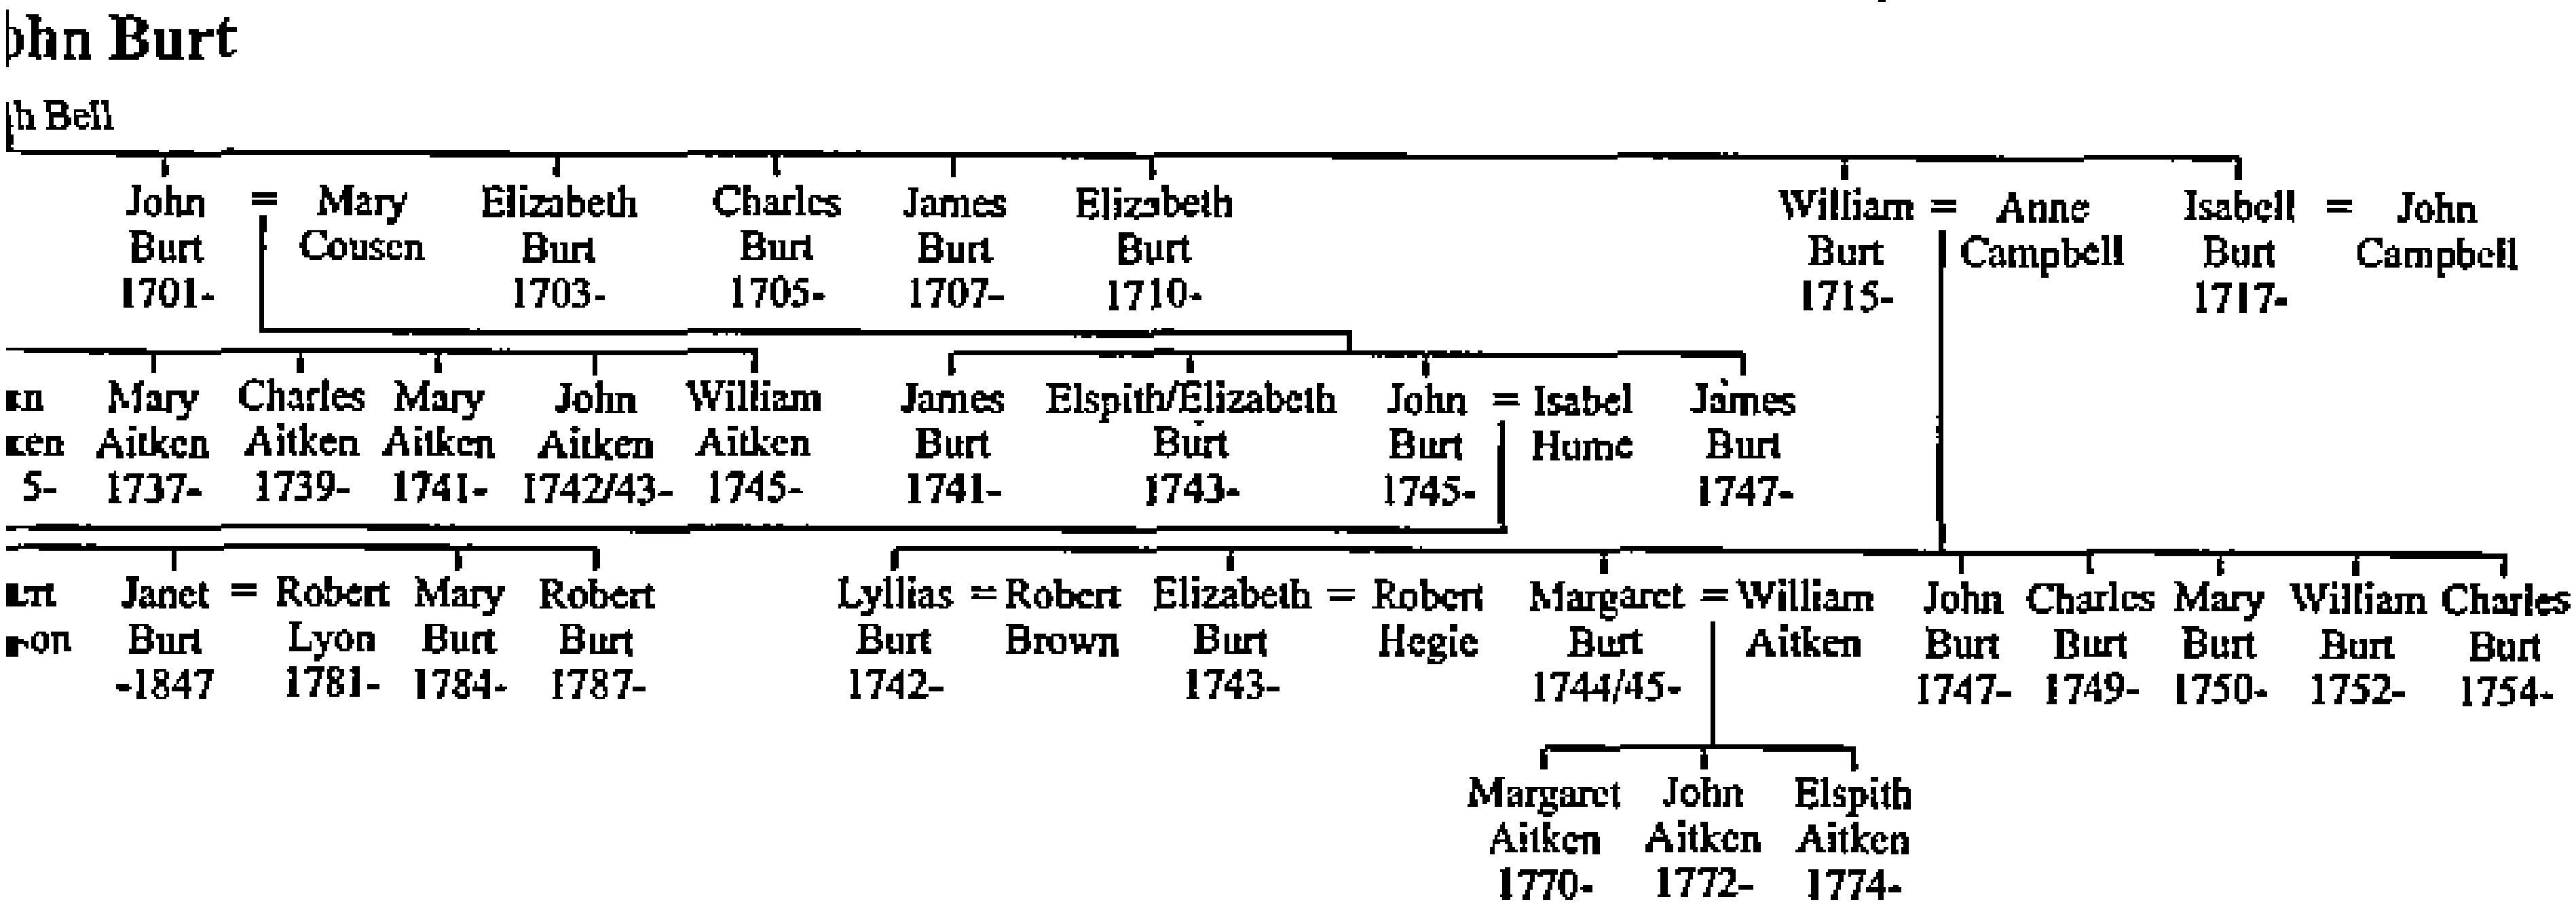 ohn Burt
h Bell
John = Mary Elizabeth Charles James Elizabeth William = Anne Isabell = John
Burt Cousen Burt Burt Burt Burt Burt Campbell Burt Campbell
1701- 1703- 1705- 1707- 1710- 1715- 1717-
Mary Charles Mary John William James Elspith/Elizabeth John = Isabel James
ken Aitken Aitken Aitken Aitken Aitken Burt Burt Burt Hume Burt
5- 1737- 1739- 1741- 1742/43- 1745- 1741- 1743- 1745- 1747-
Janet = Robert Mary Robert Lyllias = Robert Elizabeth = Robert Margaret = William John Charles Mary William Charles
on Burt Lyon Burt Burt Burt Brown Burt Hegie Burt Aitken Burt Burt Burt Burt Burt
-1847 1781- 1784- 1787- 1742- 1743- 1744/45- 1747- 1749- 1750- 1752- 1754-
Margaret John Elspith
Aitken Aitken Aitken
1770- 1772- 1774-